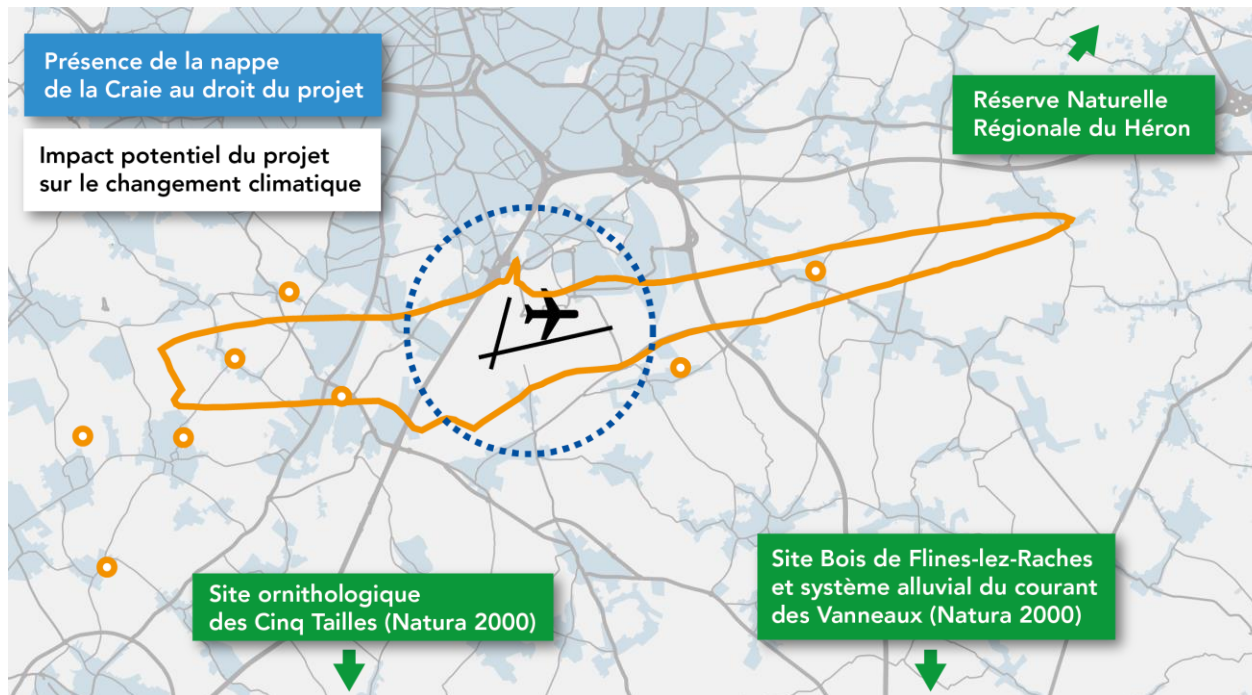 Présence de la nappe
de la Craie au droit du projet
Impact potentiel du projet
sur le changement climatique
Réserve Naturelle
Régionale du Héron
Site ornithologique
des Cinq Tailles (Natura 2000)
Site Bois de Flines-lez-Raches
et système alluvial du courant
des Vanneaux (Natura 2000)